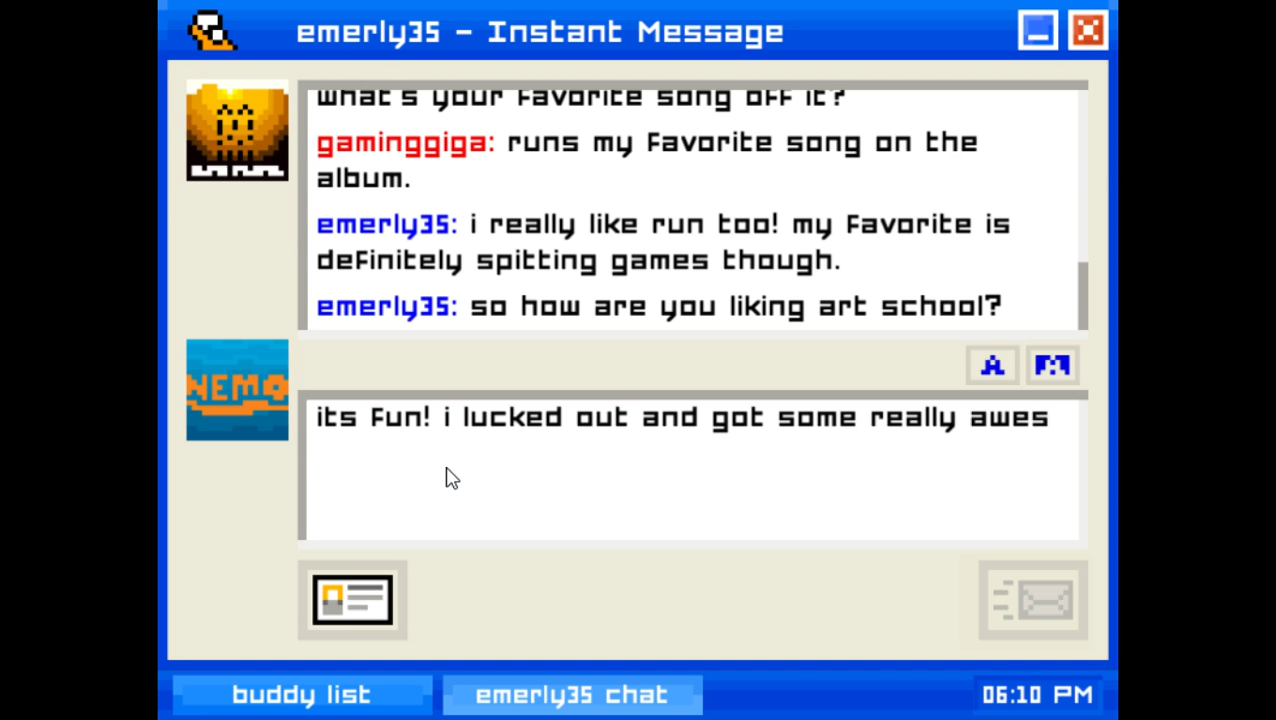 emerly35 - Instant Message
what's your favorite song off it?
gaminggiga: runs my favorite song on the
album.
emerly35: i really like run too! my favorite is
definitely spitting games though.
emerly35: so how are you liking art school?
NEMO
A
its fun! i lucked out and got some really awes
buddy list
emerly35 chat
06:10 PM